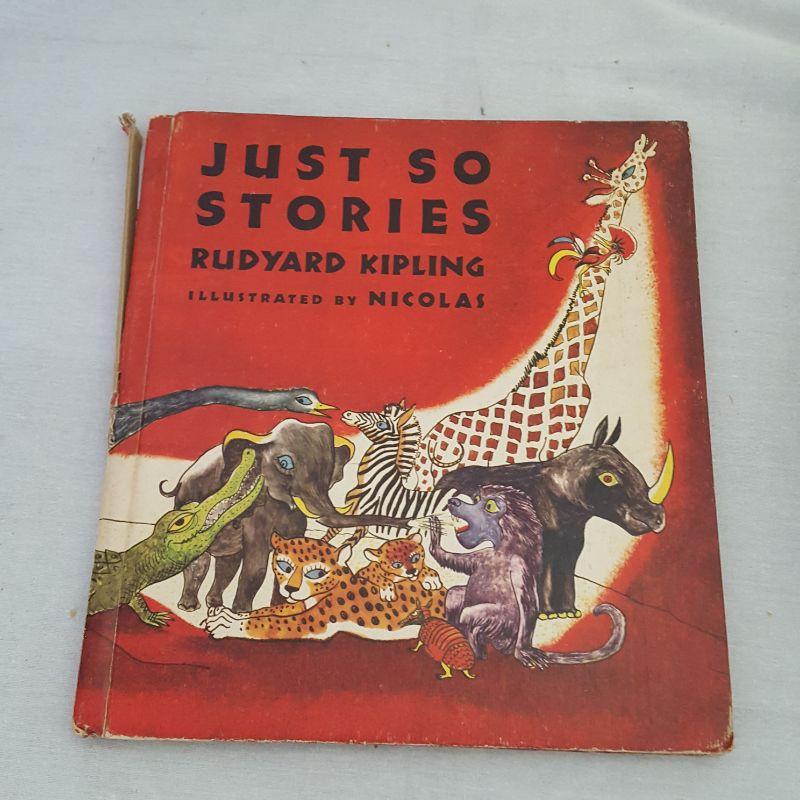 JUST SO
STORIES
RUDYARD KIPLING
ILLUSTRATED BY NICOLAS